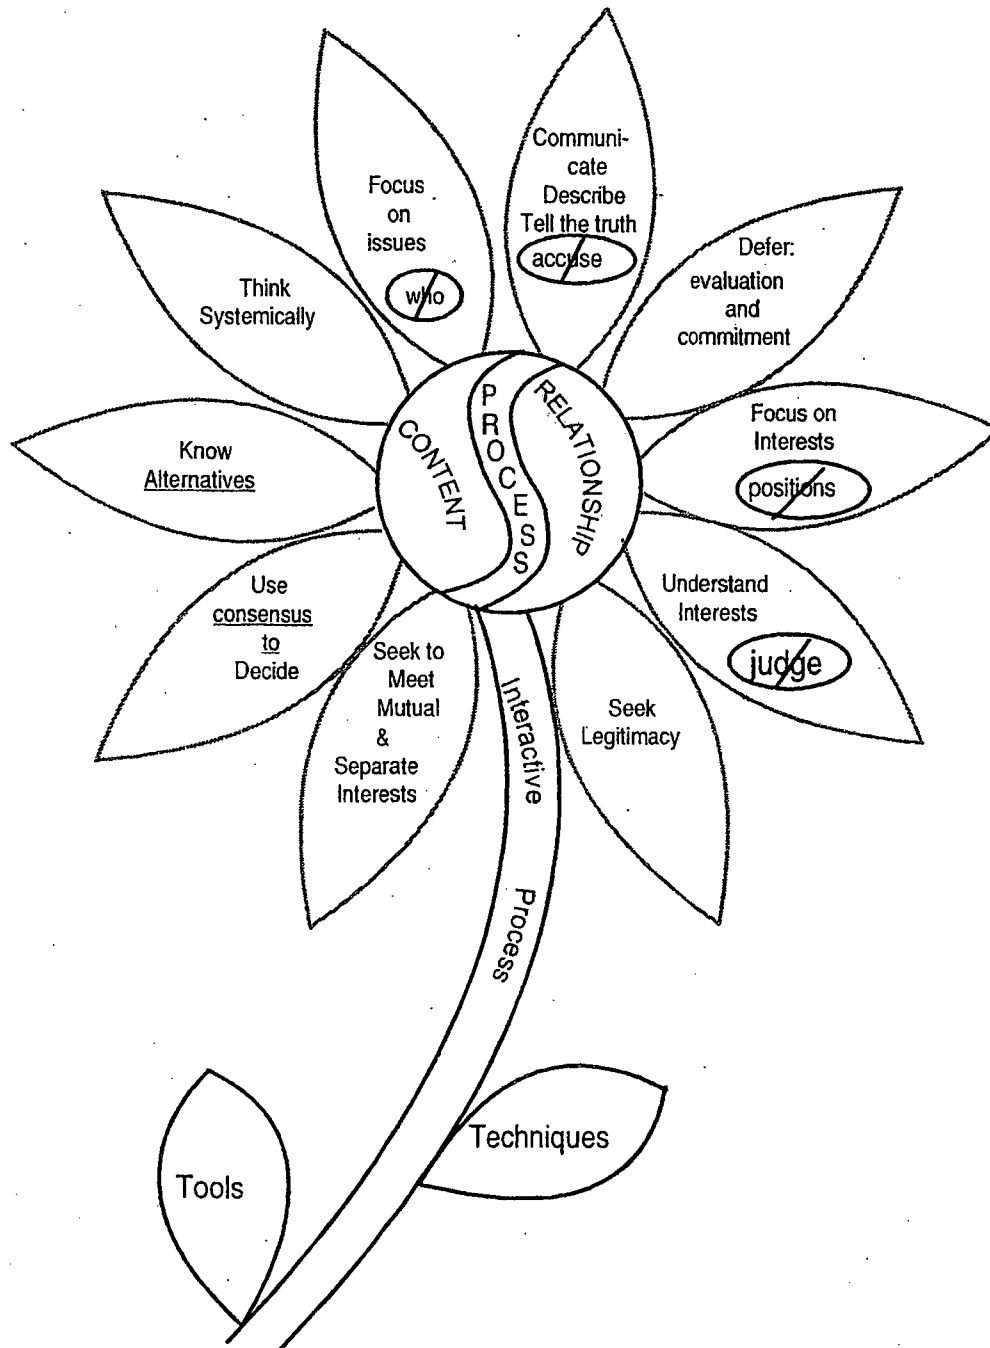 Communi-
cate
Describe
Tell the truth
accuse
Focus
on
issues
who
Defer:
evaluation
and
commitment
Think
Systemically
Focus on
Interests
positions
Know
Alternatives
CONTENT
PROCESS
RELATIONSHIP
Use
consensus
to
Decide
Understand
Interests
judge
Seek to
Meet
Mutual
&
Separate
Interests
Seek
Legitimacy
Interactive
Process
Techniques
Tools